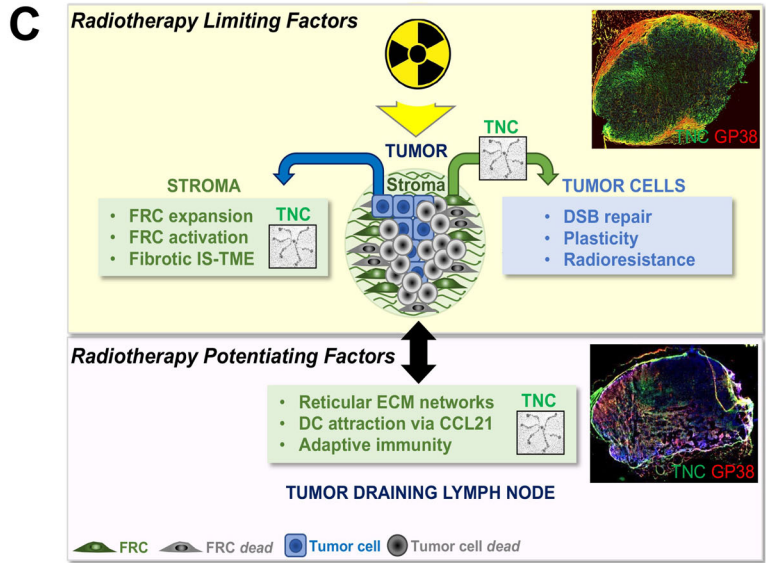 C
Radiotherapy Limiting Factors
TNC GP38
TNC
TUMOR
Stroma
STROMA
• FRC expansion
• FRC activation
• Fibrotic IS-TME
TNC
TUMOR CELLS
• DSB repair
• Plasticity
• Radioresistance
Radiotherapy Potentiating Factors
• Reticular ECM networks
• DC attraction via CCL21
• Adaptive immunity
TNC
TNC GP38
TUMOR DRAINING LYMPH NODE
FRC
FRC dead
Tumor cell
Tumor cell dead